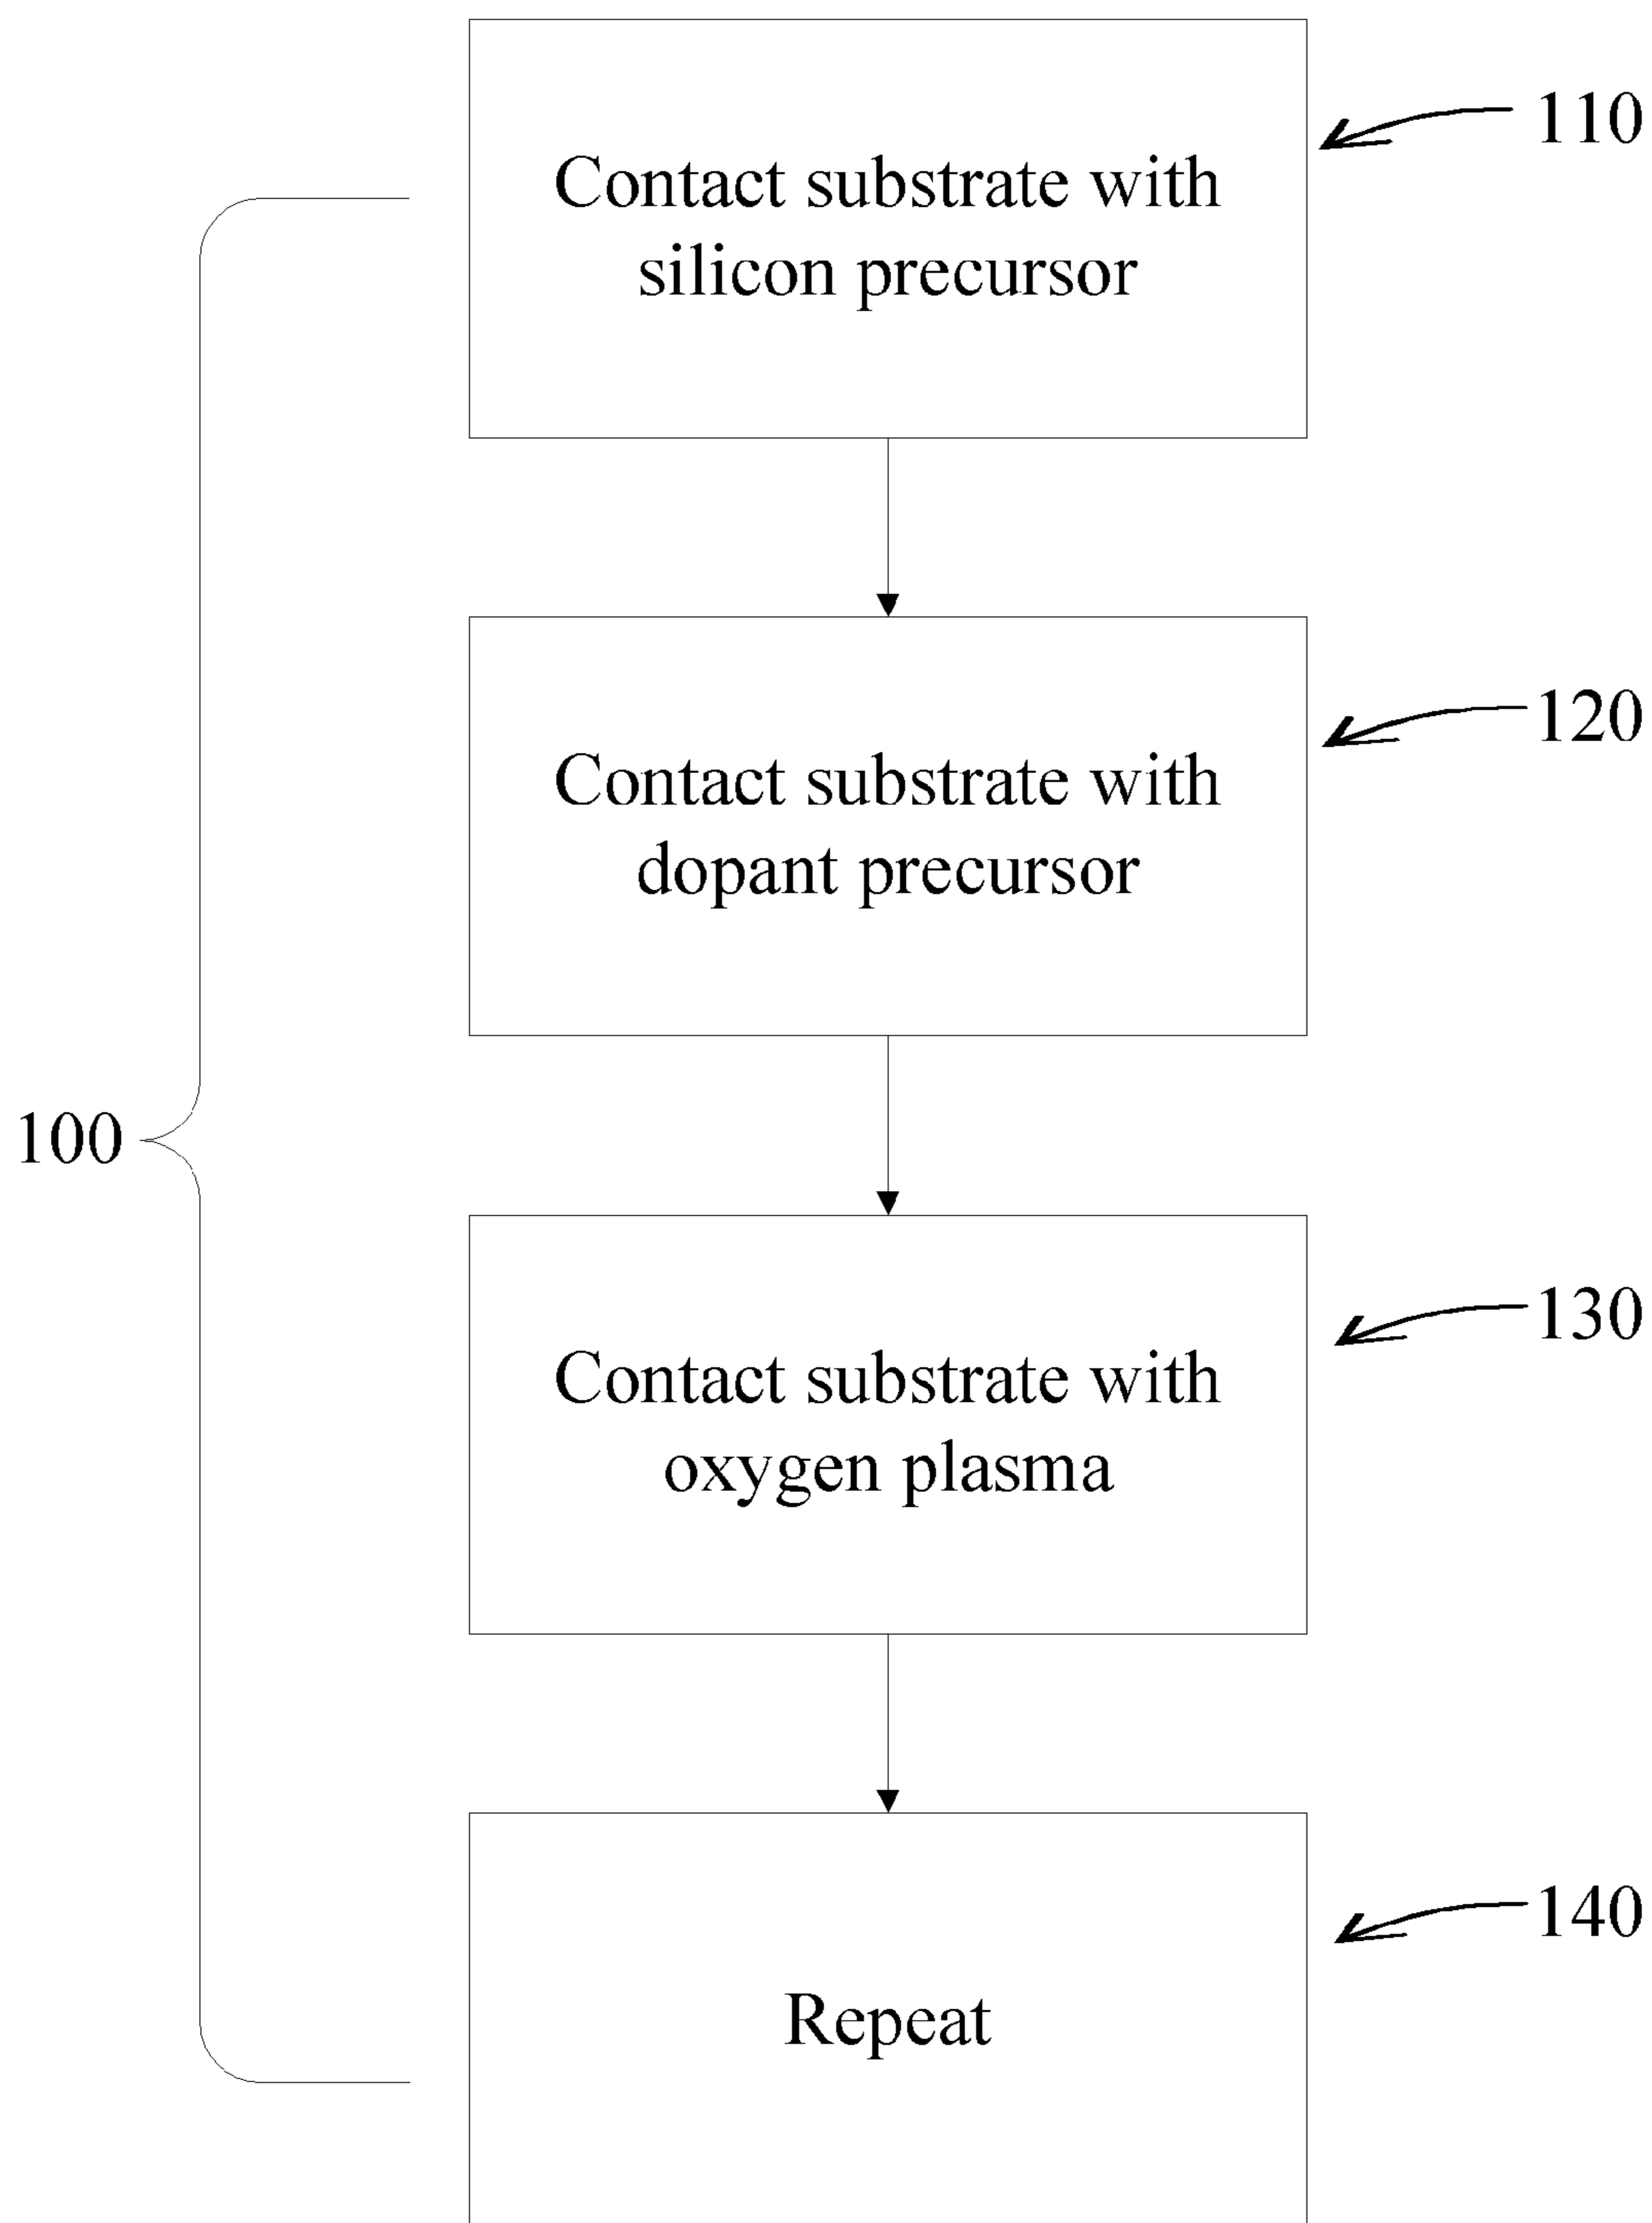 Contact substrate with
silicon precursor
110
Contact substrate with
dopant precursor
120
100
Contact substrate with
oxygen plasma
130
Repeat
140